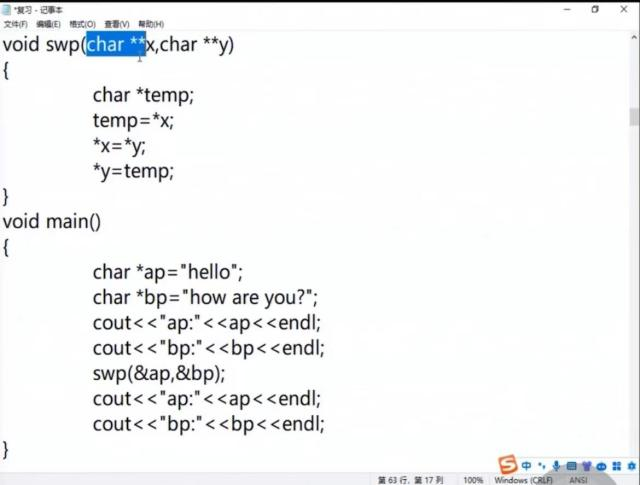 *复习 - 记事本
文件(F) 编辑(E) 格式(O) 查看(V) 帮助(H)
void swp(char **x,char **y)
{
char *temp;
temp=*x;
*x=*y;
*y=temp;
}
void main()
{
char *ap="hello";
char *bp="how are you?";
cout<<"ap:"<<ap<<endl;
cout<<"bp:"<<bp<<endl;
swp(&ap,&bp);
cout<<"ap:"<<ap<<endl;
cout<<"bp:"<<bp<<endl;
}
中
第 63 行，第 17 列 100% Windows (CRLF) ANSI